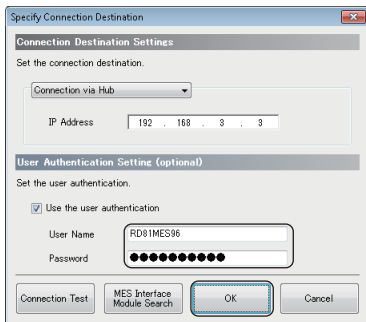 Specify Connection Destination
Connection Destination Settings
Set the connection destination.
Connection via Hub
IP Address 192 . 168 . 3 . 3
User Authentication Setting (optional)
Set the user authentication.
Use the user authentication
User Name RD81MES96
Password ●●●●●●●●●●
Connection Test MES Interface Module Search OK Cancel